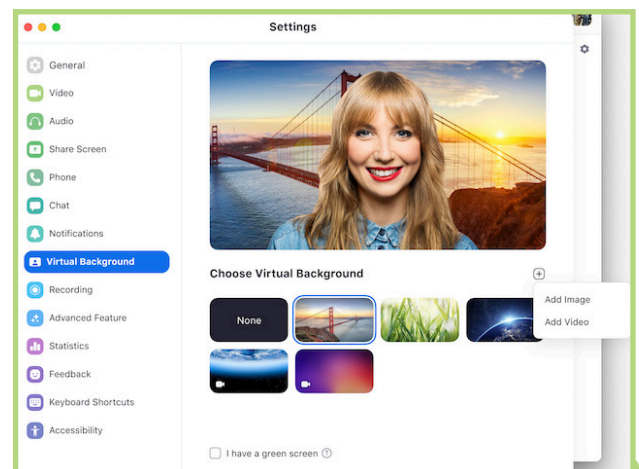 Settings
General
Video
Audio
Share Screen
Phone
Chat
Notifications
Virtual Background
Recording
Advanced Feature
Statistics
Feedback
Keyboard Shortcuts
Accessibility
Choose Virtual Background
Add Image
Add Video
None
I have a green screen